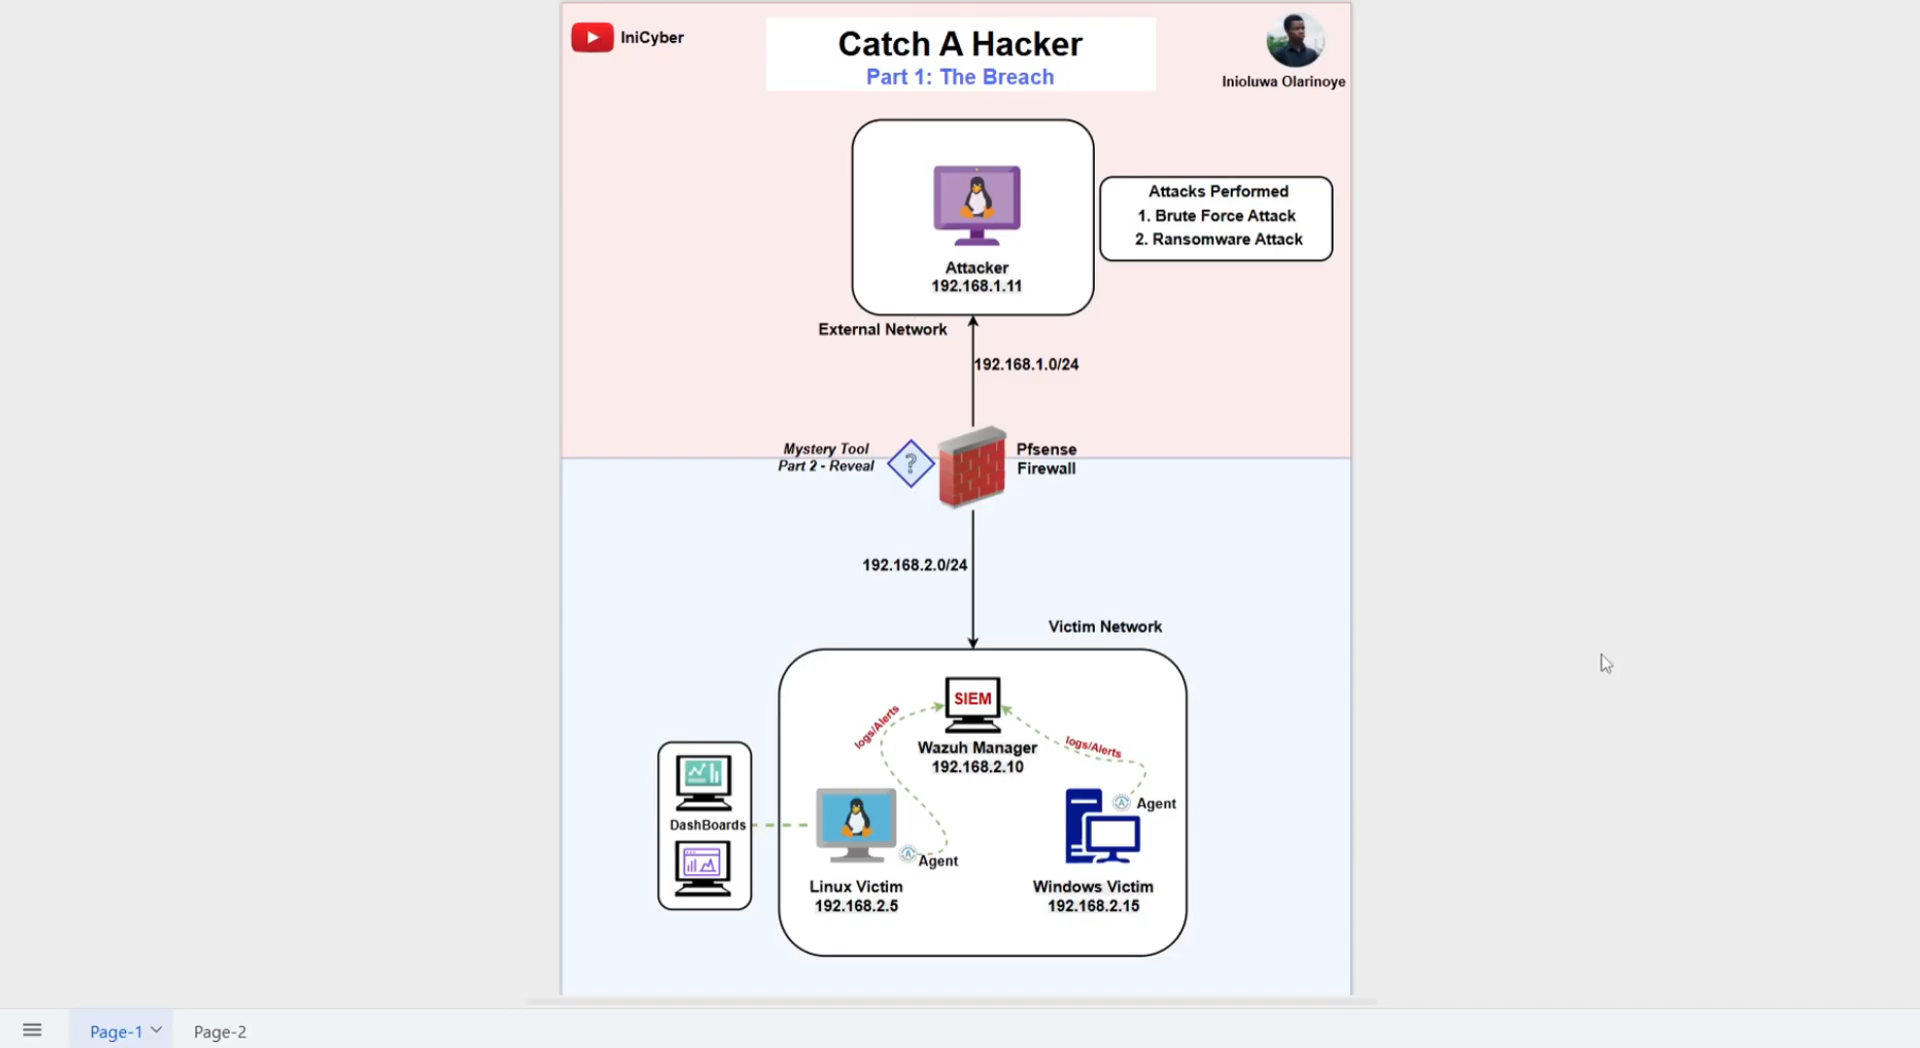 IniCyber
Catch A Hacker
Part 1: The Breach
Inioluwa Olarinoye
Attacks Performed
1. Brute Force Attack
2. Ransomware Attack
Attacker
192.168.1.11
External Network
192.168.1.0/24
Mystery Tool
Part 2 - Reveal
?
Pfsense
Firewall
192.168.2.0/24
Victim Network
SIEM
logs/Alerts
logs/Alerts
Wazuh Manager
192.168.2.10
DashBoards
A Agent
A Agent
Linux Victim
192.168.2.5
Windows Victim
192.168.2.15
Page-1
Page-2